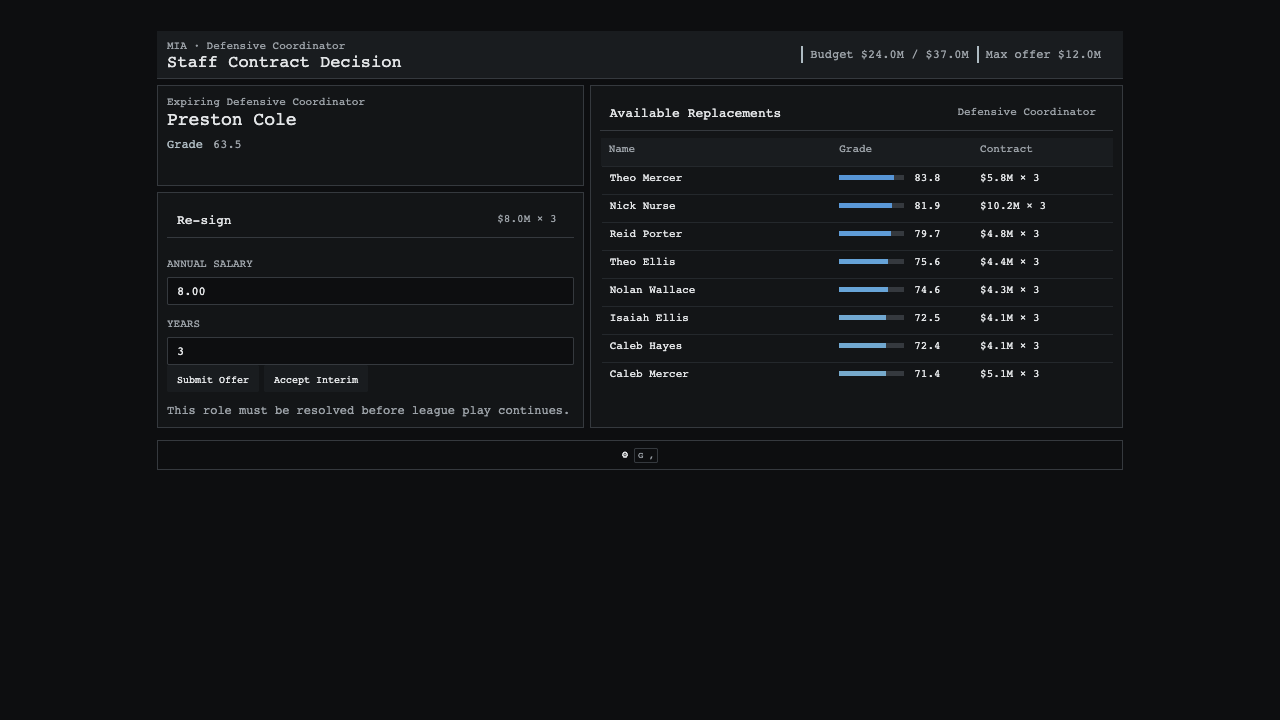 MIA · Defensive Coordinator
Staff Contract Decision
Budget $24.0M / $37.0M
Max offer $12.0M
Expiring Defensive Coordinator
Preston Cole
Grade 63.5
Re-sign
$8.0M × 3
ANNUAL SALARY
8.00
YEARS
3
Submit Offer
Accept Interim
This role must be resolved before league play continues.
Available Replacements
Defensive Coordinator
Name Grade Contract
Theo Mercer 83.8 $5.8M × 3
Nick Nurse 81.9 $10.2M × 3
Reid Porter 79.7 $4.8M × 3
Theo Ellis 75.6 $4.4M × 3
Nolan Wallace 74.6 $4.3M × 3
Isaiah Ellis 72.5 $4.1M × 3
Caleb Hayes 72.4 $4.1M × 3
Caleb Mercer 71.4 $5.1M × 3
G ,